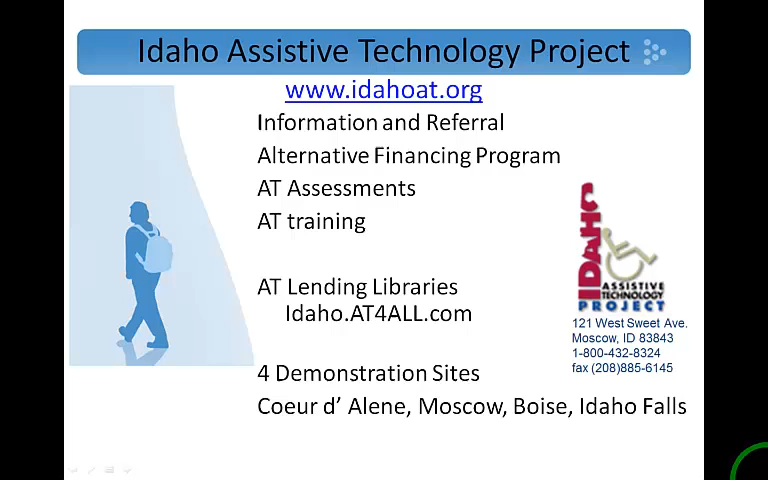 Idaho Assistive Technology Project
www.idahoat.org
Information and Referral
Alternative Financing Program
AT Assessments
AT training
AT Lending Libraries
Idaho.AT4ALL.com
4 Demonstration Sites
Coeur d’ Alene, Moscow, Boise, Idaho Falls
IDAHO
ASSISTIVE
TECHNOLOGY
PROJECT
121 West Sweet Ave.
Moscow, ID 83843
1-800-432-8324
fax (208)885-6145